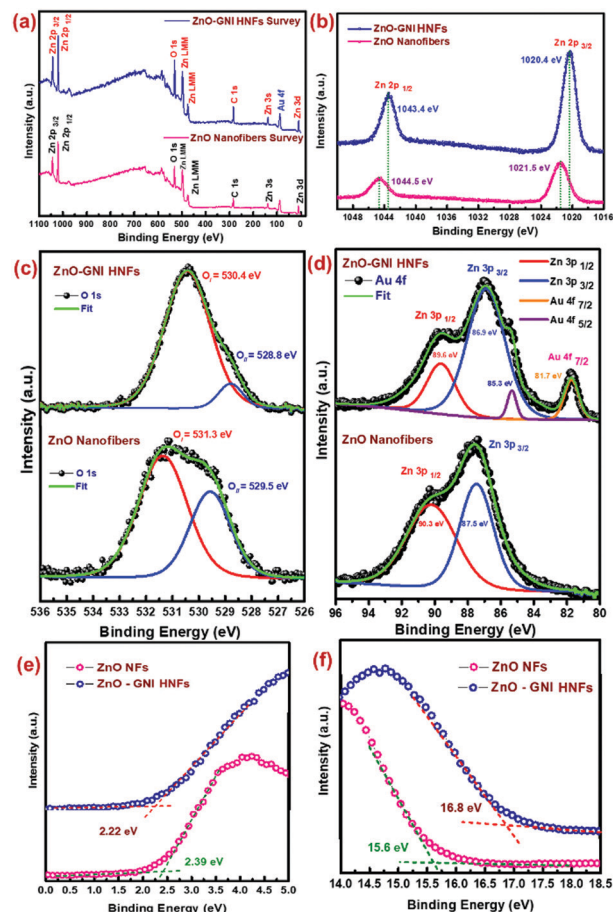 (a)
ZnO-GNI HNFs Survey
ZnO Nanofibers Survey
Zn 2p 3/2
Zn 2p 1/2
O 1s
Zn LMM
Zn LMM
C 1s
Zn 3s
Au 4f
Zn 3d
Zn 2p 3/2
Zn 2p 1/2
O 1s
Zn LMM
Zn LMM
C 1s
Zn 3s
Zn 3d
Intensity (a.u.)
1100 1000 900 800 700 600 500 400 300 200 100 0
Binding Energy (eV)
(b)
ZnO-GNI HNFs
ZnO Nanofibers
Zn 2p 3/2
1020.4 eV
Zn 2p 1/2
1043.4 eV
1021.5 eV
1044.5 eV
Intensity (a.u.)
1048 1044 1040 1036 1032 1028 1024 1020 1016
Binding Energy (eV)
(c)
ZnO-GNI HNFs
O 1s
Fit
O I = 530.4 eV
O II = 528.8 eV
ZnO Nanofibers
O 1s
Fit
O I = 531.3 eV
O II = 529.5 eV
Intensity (a.u.)
536 535 534 533 532 531 530 529 528 527 526
Binding Energy (eV)
(d)
ZnO-GNI HNFs
Au 4f
Fit
Zn 3p 1/2
Zn 3p 3/2
Au 4f 7/2
Au 4f 5/2
Zn 3p 3/2
Zn 3p 1/2
86.9 eV
89.6 eV
85.3 eV
Au 4f 7/2
81.7 eV
ZnO Nanofibers
Zn 3p 3/2
Zn 3p 1/2
90.3 eV
87.5 eV
Intensity (a.u.)
96 94 92 90 88 86 84 82 80
Binding Energy (eV)
(e)
ZnO NFs
ZnO - GNI HNFs
2.22 eV
2.39 eV
Intensity (a.u.)
0.0 0.5 1.0 1.5 2.0 2.5 3.0 3.5 4.0 4.5 5.0
Binding Energy (eV)
(f)
ZnO NFs
ZnO - GNI HNFs
16.8 eV
15.6 eV
Intensity (a.u.)
14.0 14.5 15.0 15.5 16.0 16.5 17.0 17.5 18.0 18.5
Binding Energy (eV)